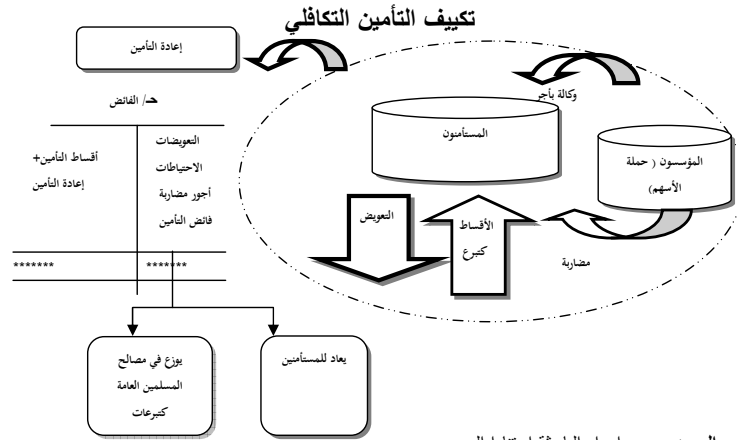 تكييف التأمين التكافلي
إعادة التأمين
وكالة بأجر
حـ/ الفائض
المستأمنون
المؤسسون ( حملة
الأسهم)
التعويضات
الاحتياطات
أجور مضاربة
فائض التأمين
أقساط التأمين+
إعادة التأمين
التعويض
الأقساط
كتبرع
مضاربة
*******
*******
يعاد للمستأمنين
يوزع في مصالح
المسلمين العامة
كتبرعات